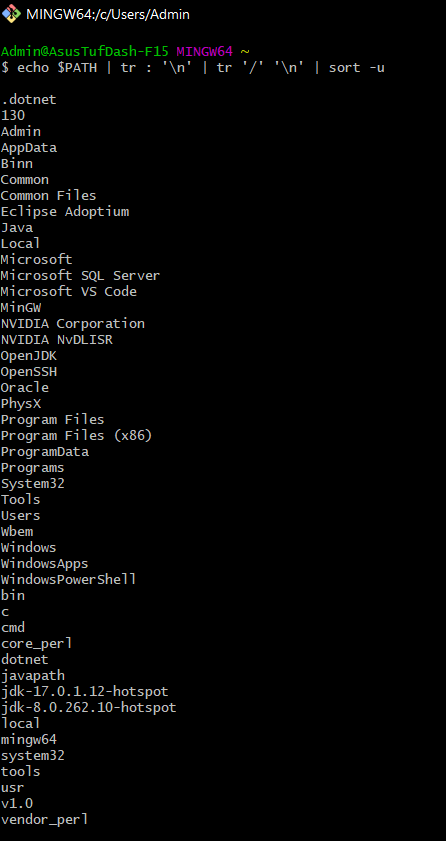 MINGW64:/c/Users/Admin
Admin@AsusTufDash-F15 MINGW64 ~
$ echo $PATH | tr : '\n' | tr '/' '\n' | sort -u
.dotnet
130
Admin
AppData
Binn
Common
Common Files
Eclipse Adoptium
Java
Local
Microsoft
Microsoft SQL Server
Microsoft VS Code
MinGW
NVIDIA Corporation
NVIDIA NvDLISR
OpenJDK
OpenSSH
Oracle
PhysX
Program Files
Program Files (x86)
ProgramData
Programs
System32
Tools
Users
Wbem
Windows
WindowsApps
WindowsPowerShell
bin
c
cmd
core_perl
dotnet
javapath
jdk-17.0.1.12-hotspot
jdk-8.0.262.10-hotspot
local
mingw64
system32
tools
usr
v1.0
vendor_perl